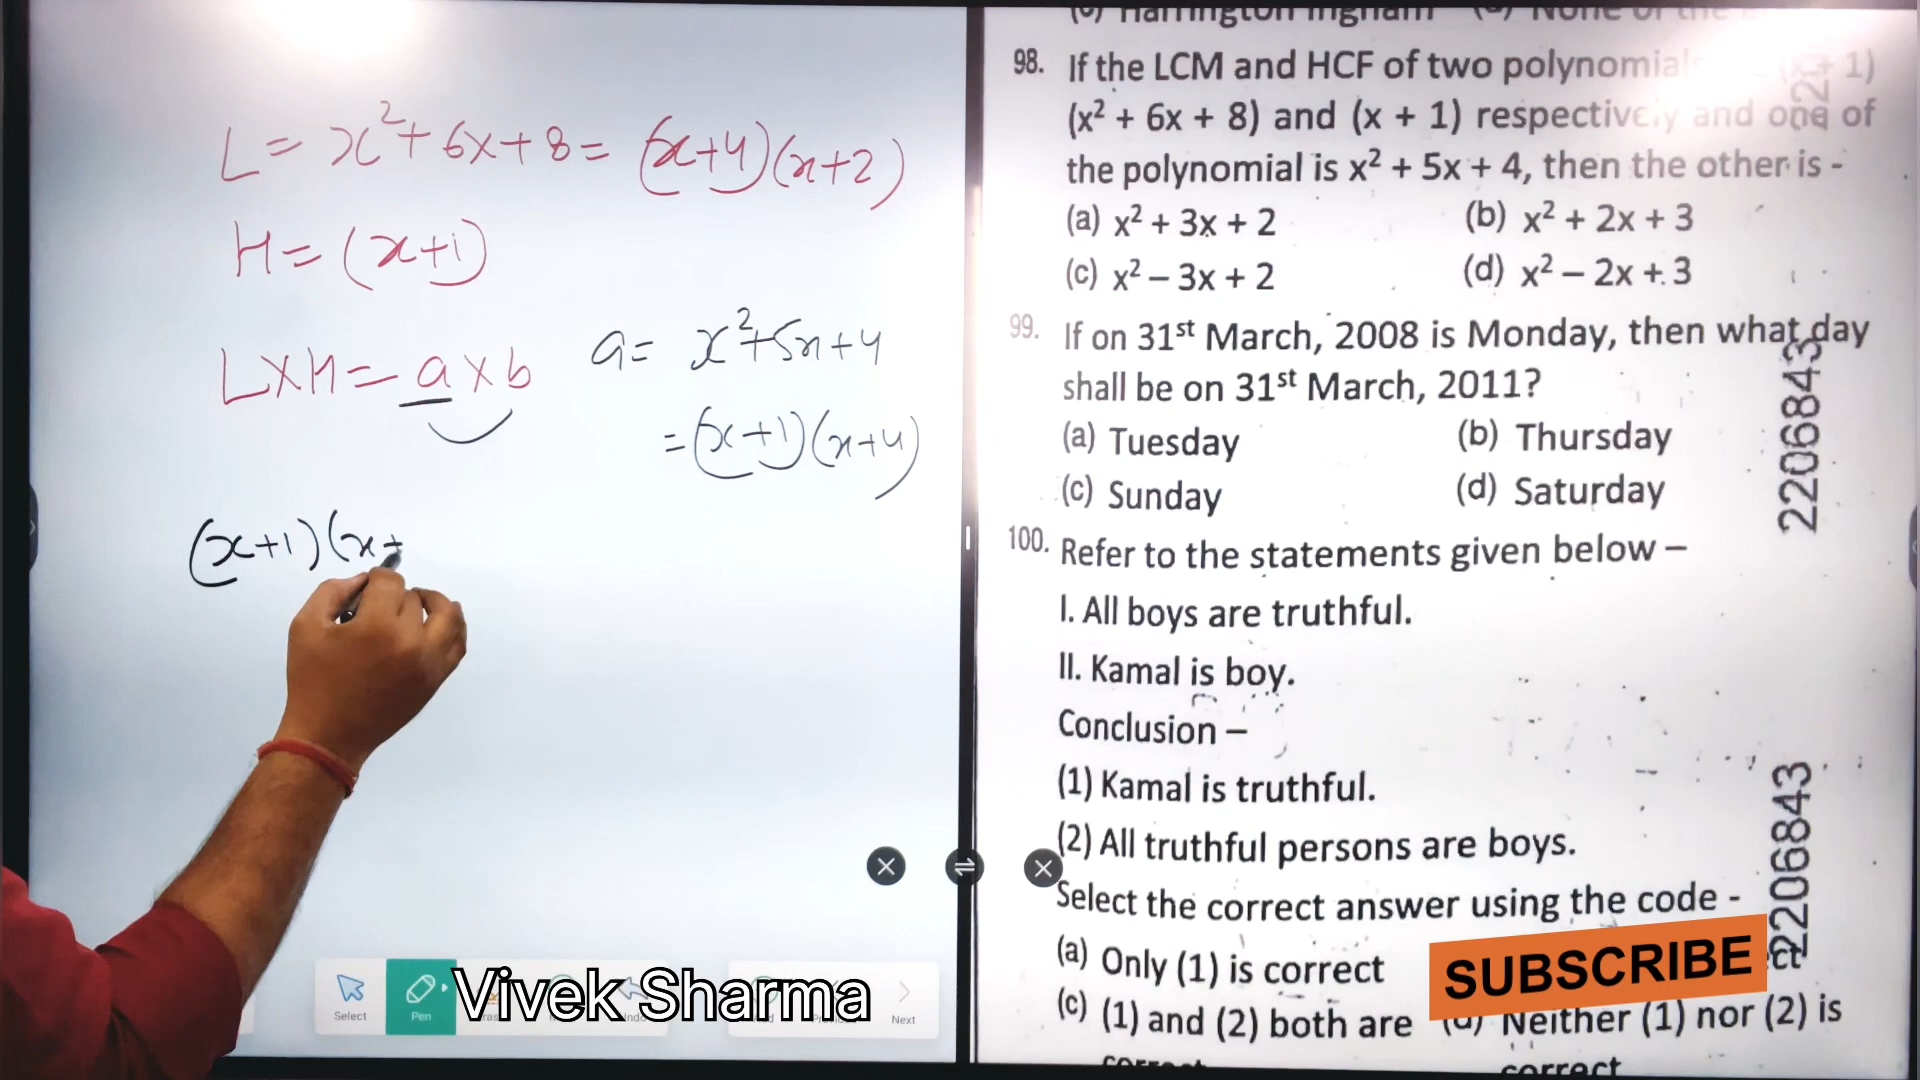 L = x² + 6x + 8 = (x+4)(x+2)
H = (x+1)
L×H = a × b
a = x² + 5x + 4
= (x+1)(x+4)
(x+1)(x+
98. If the LCM and HCF of two polynomial 1)
(x² + 6x + 8) and (x + 1) respectively and one of
the polynomial is x² + 5x + 4, then the other is -
(a) x² + 3x + 2 (b) x² + 2x + 3
(c) x² – 3x + 2 (d) x² – 2x + 3
99. If on 31st March, 2008 is Monday, then what day
shall be on 31st March, 2011?
(a) Tuesday (b) Thursday
(c) Sunday (d) Saturday
100. Refer to the statements given below –
I. All boys are truthful.
II. Kamal is boy.
Conclusion –
(1) Kamal is truthful.
(2) All truthful persons are boys.
Select the correct answer using the code -
(a) Only (1) is correct
(c) (1) and (2) both are (d) Neither (1) nor (2) is
correct correct
2206843
2206843
SUBSCRIBE
Vivek Sharma
Select Pen Next